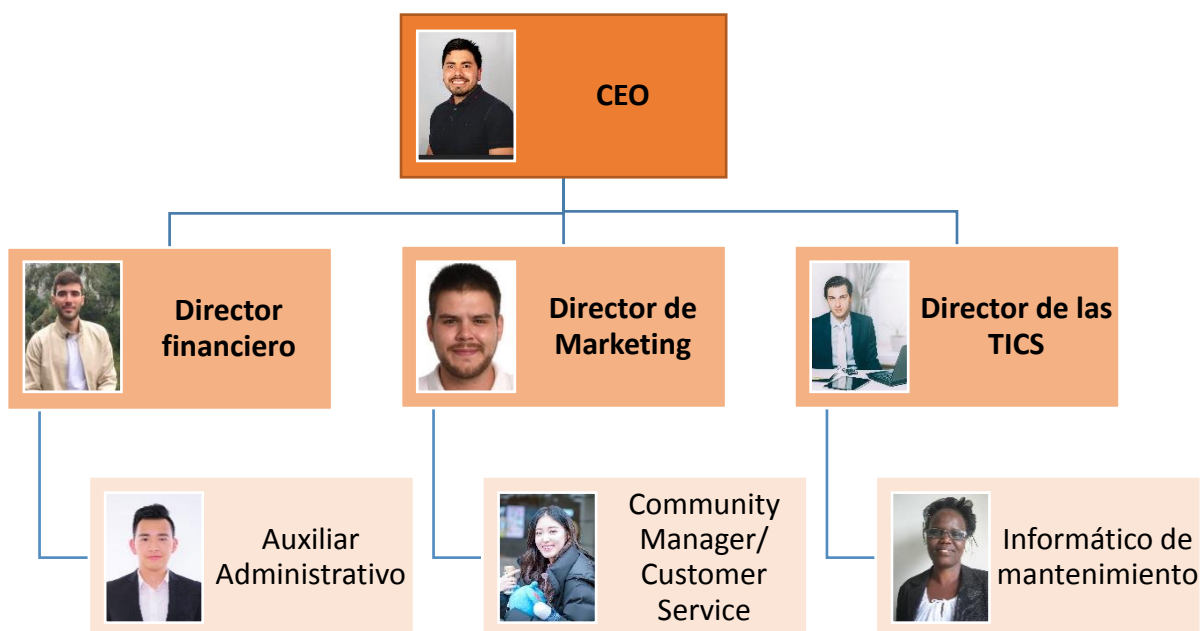 CEO
Director
financiero
Director de
Marketing
Director de las
TICS
Auxiliar
Administrativo
Community
Manager/
Customer
Service
Informático de
mantenimiento